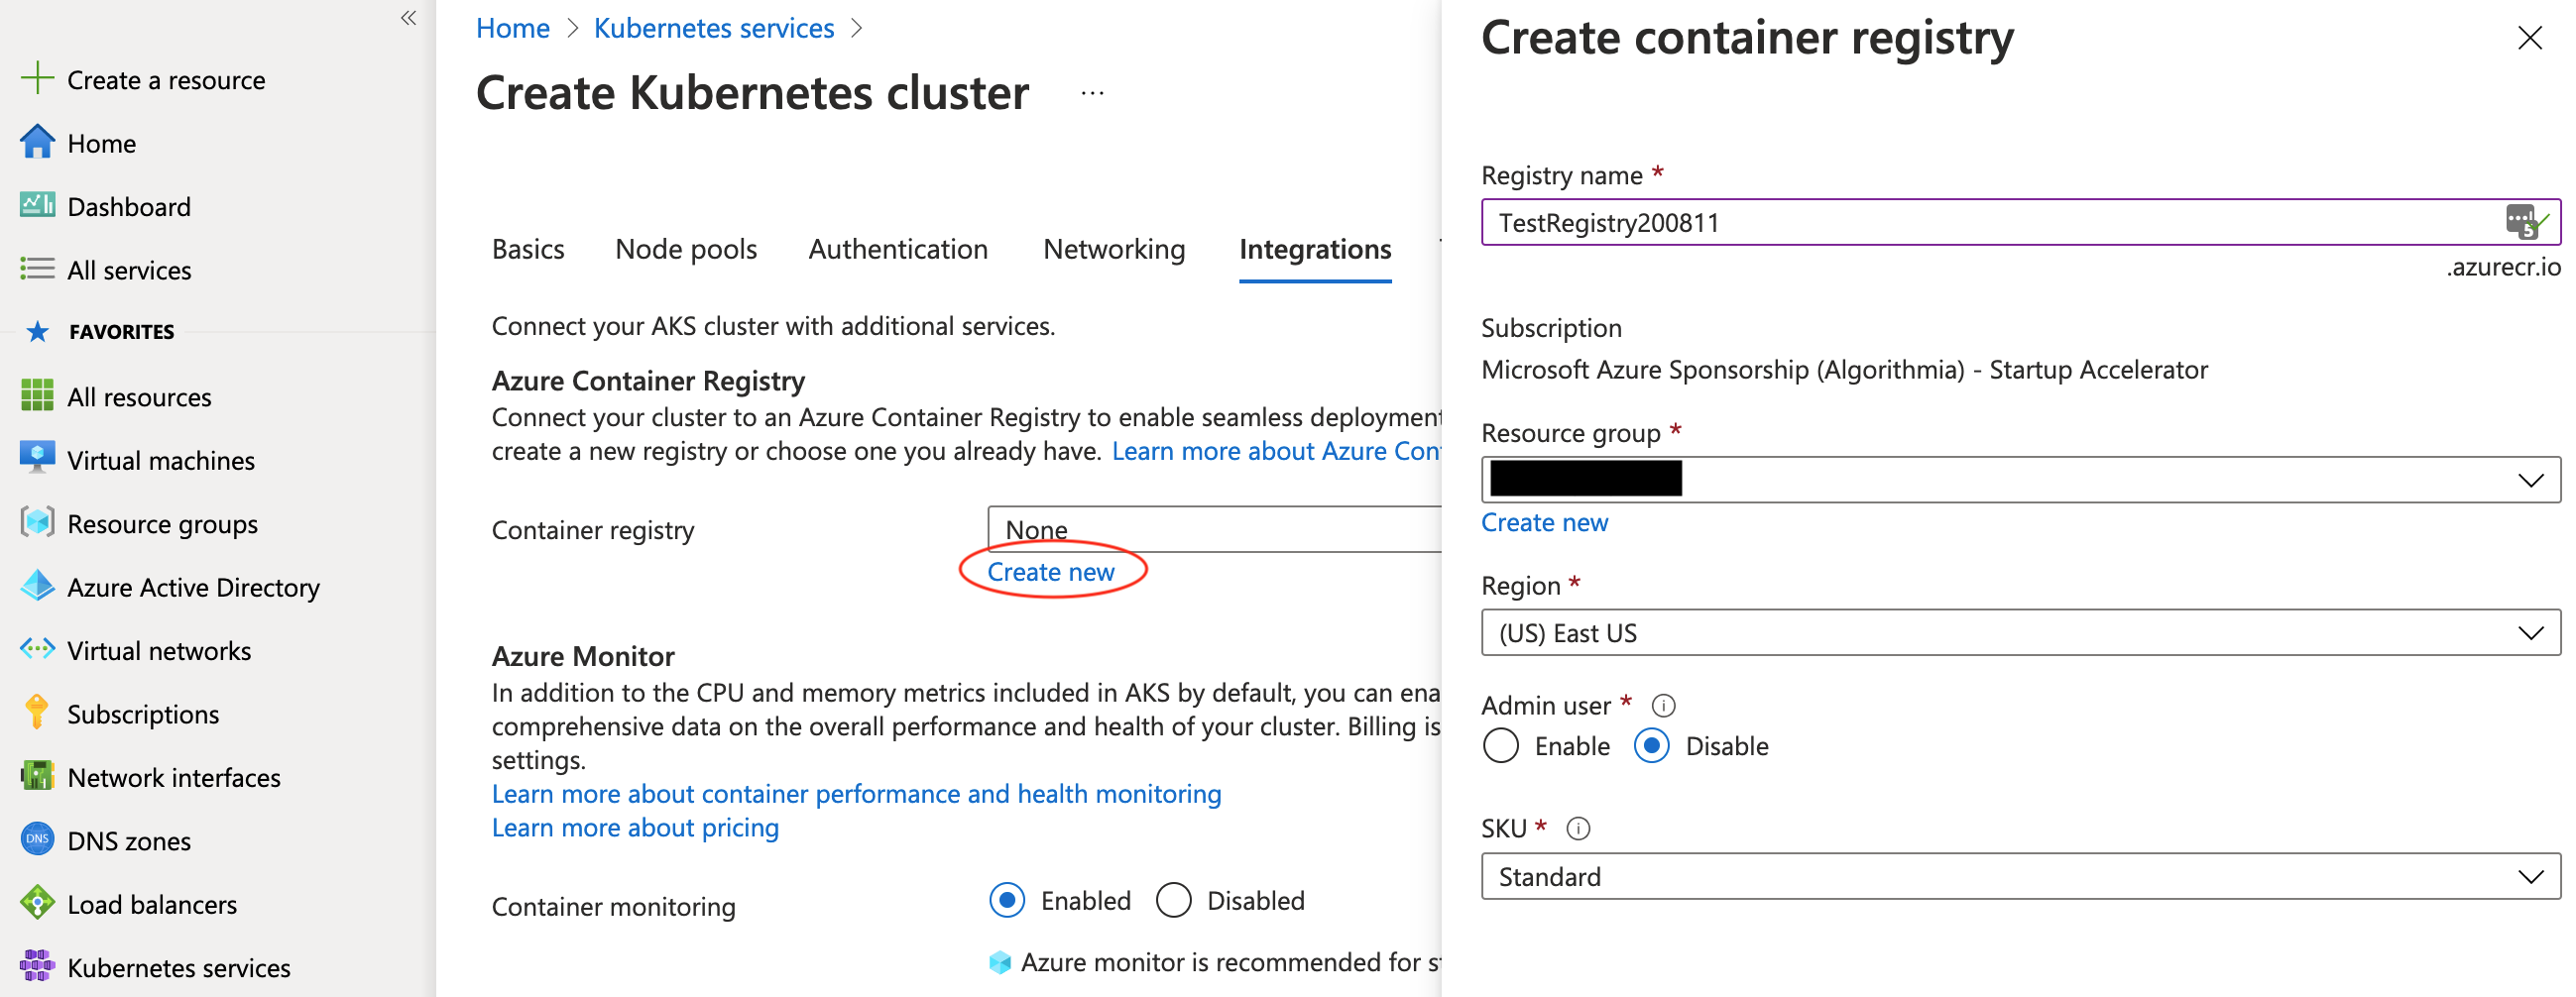 «
Create a resource
Home
Dashboard
All services
FAVORITES
All resources
Virtual machines
Resource groups
Azure Active Directory
Virtual networks
Subscriptions
Network interfaces
DNS
DNS zones
Load balancers
Kubernetes services
Home > Kubernetes services >
Create Kubernetes cluster ...
Basics Node pools Authentication Networking Integrations
Connect your AKS cluster with additional services.
Azure Container Registry
Connect your cluster to an Azure Container Registry to enable seamless deployment
create a new registry or choose one you already have. Learn more about Azure Con
Container registry
None
Create new
Azure Monitor
In addition to the CPU and memory metrics included in AKS by default, you can ena
comprehensive data on the overall performance and health of your cluster. Billing is
settings.
Learn more about container performance and health monitoring
Learn more about pricing
Container monitoring
Enabled Disabled
Azure monitor is recommended for s
Create container registry
Registry name *
TestRegistry200811
5
.azurecr.io
Subscription
Microsoft Azure Sponsorship (Algorithmia) - Startup Accelerator
Resource group *
Create new
Region *
(US) East US
Admin user *
Enable Disable
SKU *
Standard